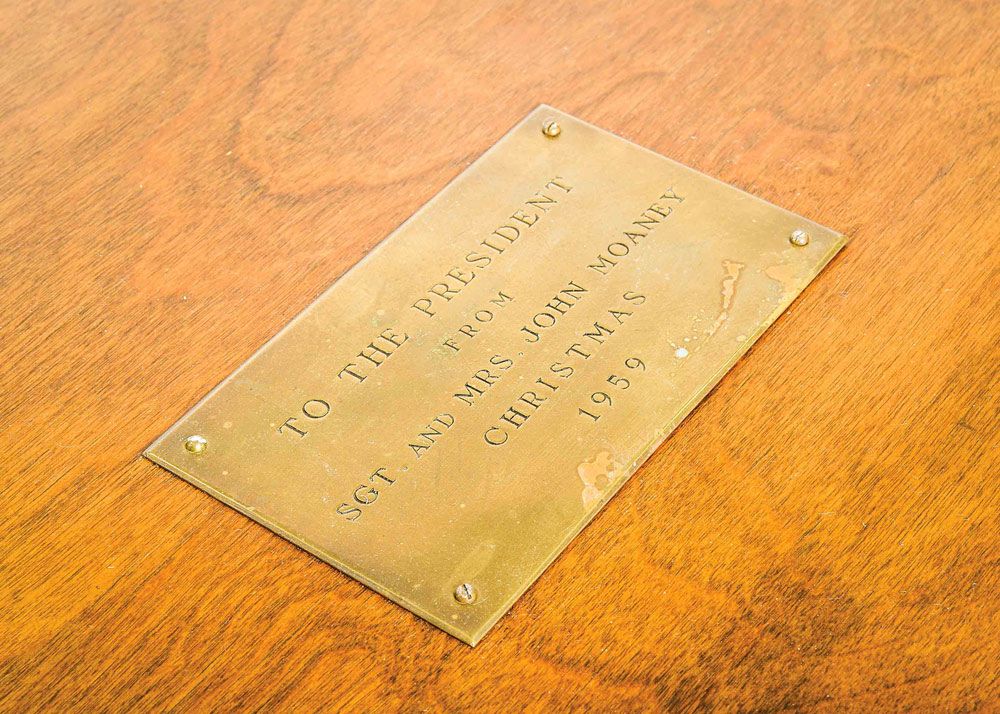 TO THE PRESIDENT
FROM
SGT. AND MRS. JOHN MOANEY
CHRISTMAS
1959